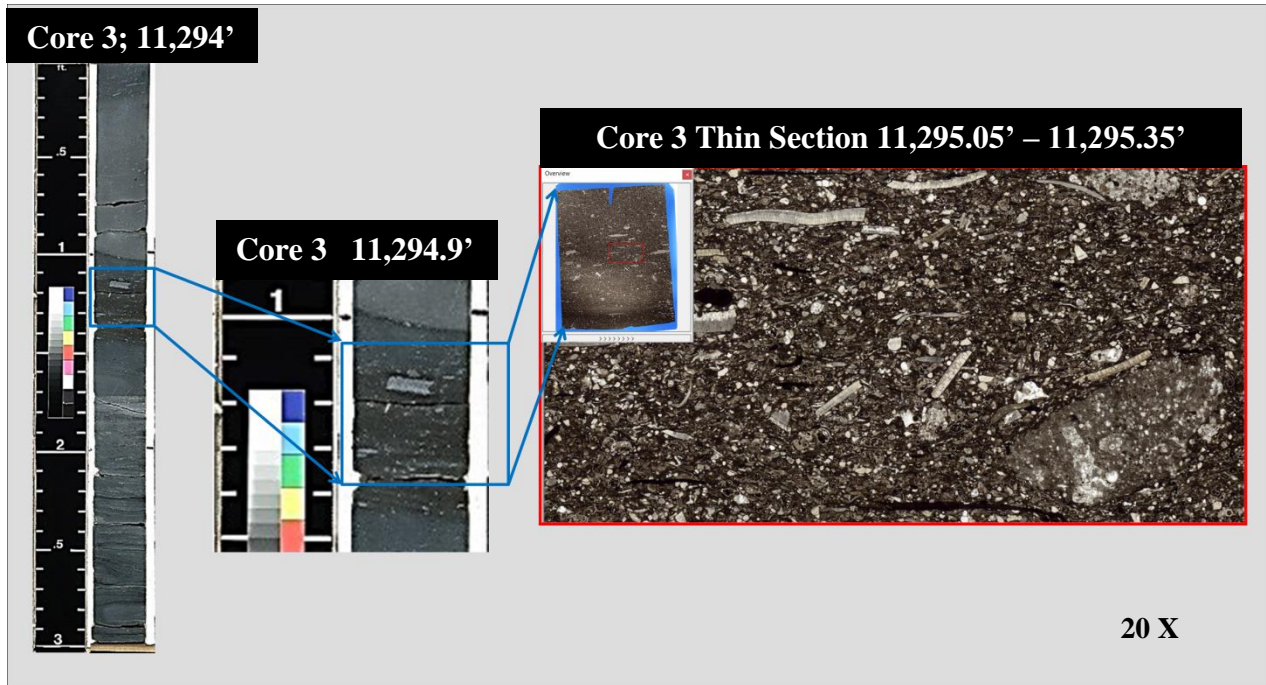 Core 3; 11,294’
ft.
.5
1
2
.5
3
Core 3   11,294.9’
1
Core 3 Thin Section 11,295.05’ – 11,295.35’
Overview
x
>>>>>>>>
20 X